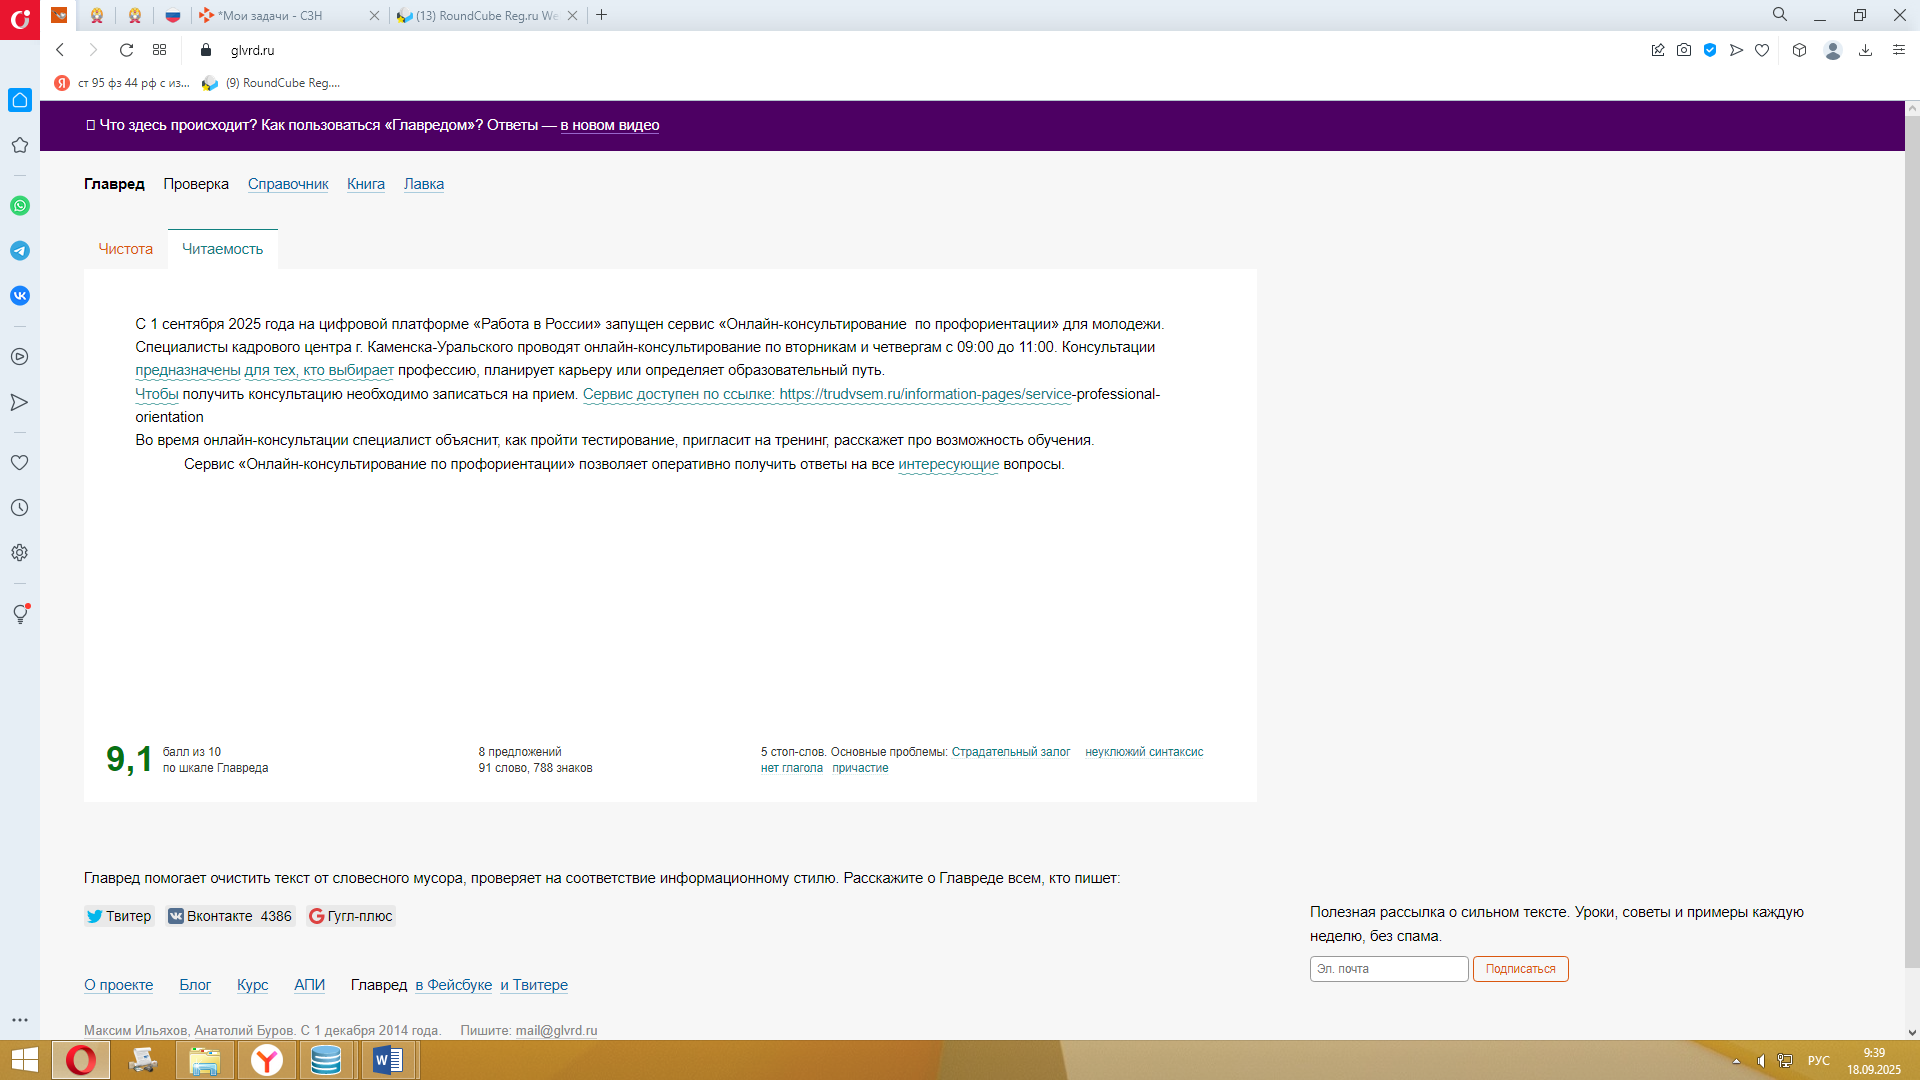 *Мои задачи - СЗН
(13) RoundCube Reg.ru We
glvrd.ru
ст 95 фз 44 рф с из...
(9) RoundCube Reg....
Что здесь происходит? Как пользоваться «Главредом»? Ответы — в новом видео
Главред Проверка Справочник Книга Лавка
Чистота Читаемость
С 1 сентября 2025 года на цифровой платформе «Работа в России» запущен сервис «Онлайн-консультирование  по профориентации» для молодежи.
Специалисты кадрового центра г. Каменска-Уральского проводят онлайн-консультирование по вторникам и четвергам с 09:00 до 11:00. Консультации
предназначены для тех, кто выбирает профессию, планирует карьеру или определяет образовательный путь.
Чтобы получить консультацию необходимо записаться на прием. Сервис доступен по ссылке: https://trudvsem.ru/information-pages/service-professional-
orientation
Во время онлайн-консультации специалист объяснит, как пройти тестирование, пригласит на тренинг, расскажет про возможность обучения.
Сервис «Онлайн-консультирование по профориентации» позволяет оперативно получить ответы на все интересующие вопросы.
9,1 балл из 10
по шкале Главреда
8 предложений
91 слово, 788 знаков
5 стоп-слов. Основные проблемы: Страдательный залог неуклюжий синтаксис
нет глагола причастие
Главред помогает очистить текст от словесного мусора, проверяет на соответствие информационному стилю. Расскажите о Главреде всем, кто пишет:
Твитер Вконтакте 4386 Гугл-плюс
Полезная рассылка о сильном тексте. Уроки, советы и примеры каждую
неделю, без спама.
Эл. почта Подписаться
О проекте Блог Курс АПИ Главред в Фейсбуке и Твитере
Максим Ильяхов, Анатолий Буров. С 1 декабря 2014 года. Пишите: mail@glvrd.ru
РУС
9:39
18.09.2025